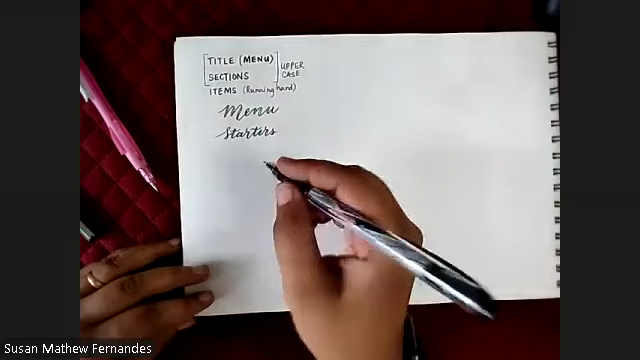 TITLE (MENU)
SECTIONS
UPPER
CASE
ITEMS (Running hand)
Menu
Starters
Susan Mathew Fernandes